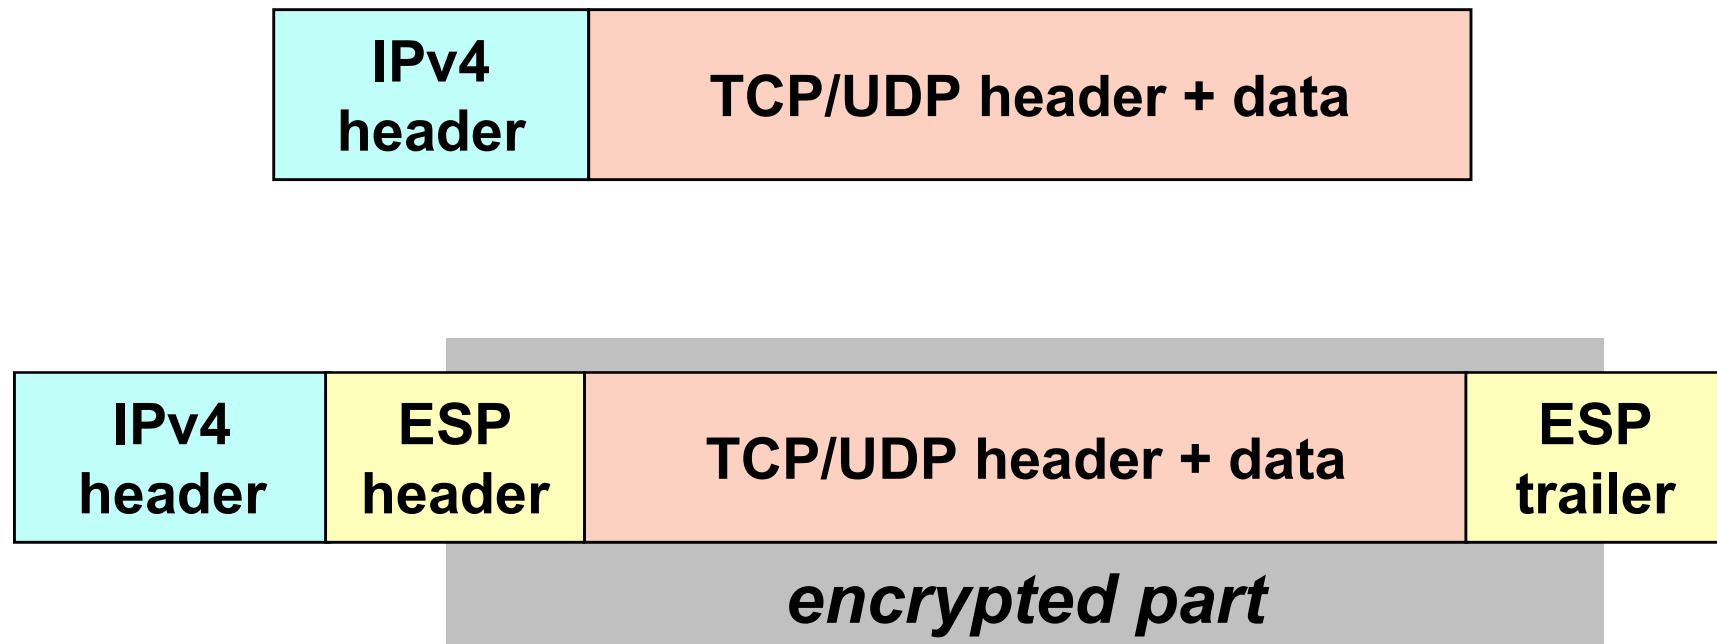 IPv4
header
TCP/UDP header + data
IPv4
header
ESP
header
TCP/UDP header + data
ESP
trailer
encrypted part